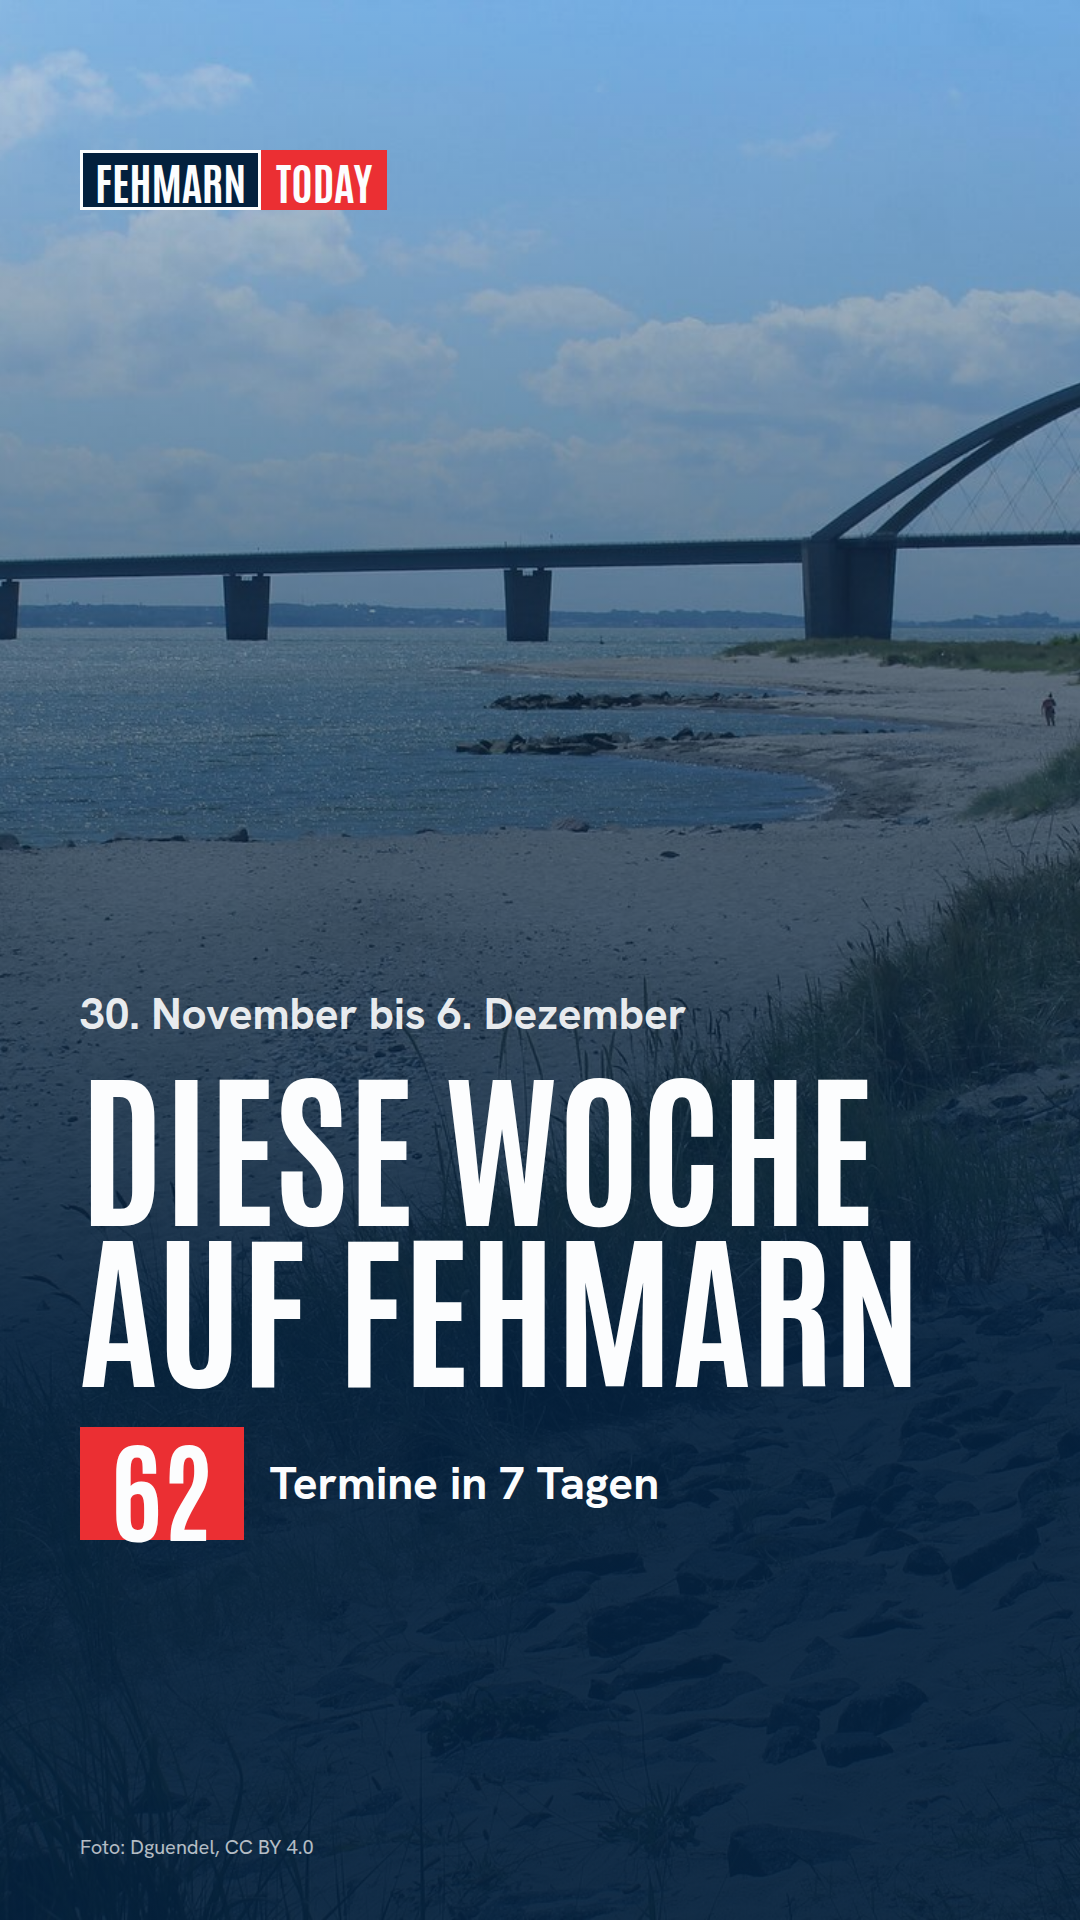 FEHMARN TODAY
30. November bis 6. Dezember
DIESE WOCHE
AUF FEHMARN
62 Termine in 7 Tagen
Foto: Dguendel, CC BY 4.0